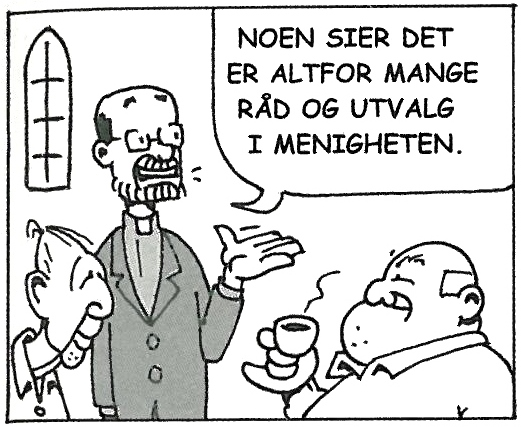 NOEN SIER DET
ER ALTFOR MANGE
RÅD OG UTVALG
I MENIGHETEN.